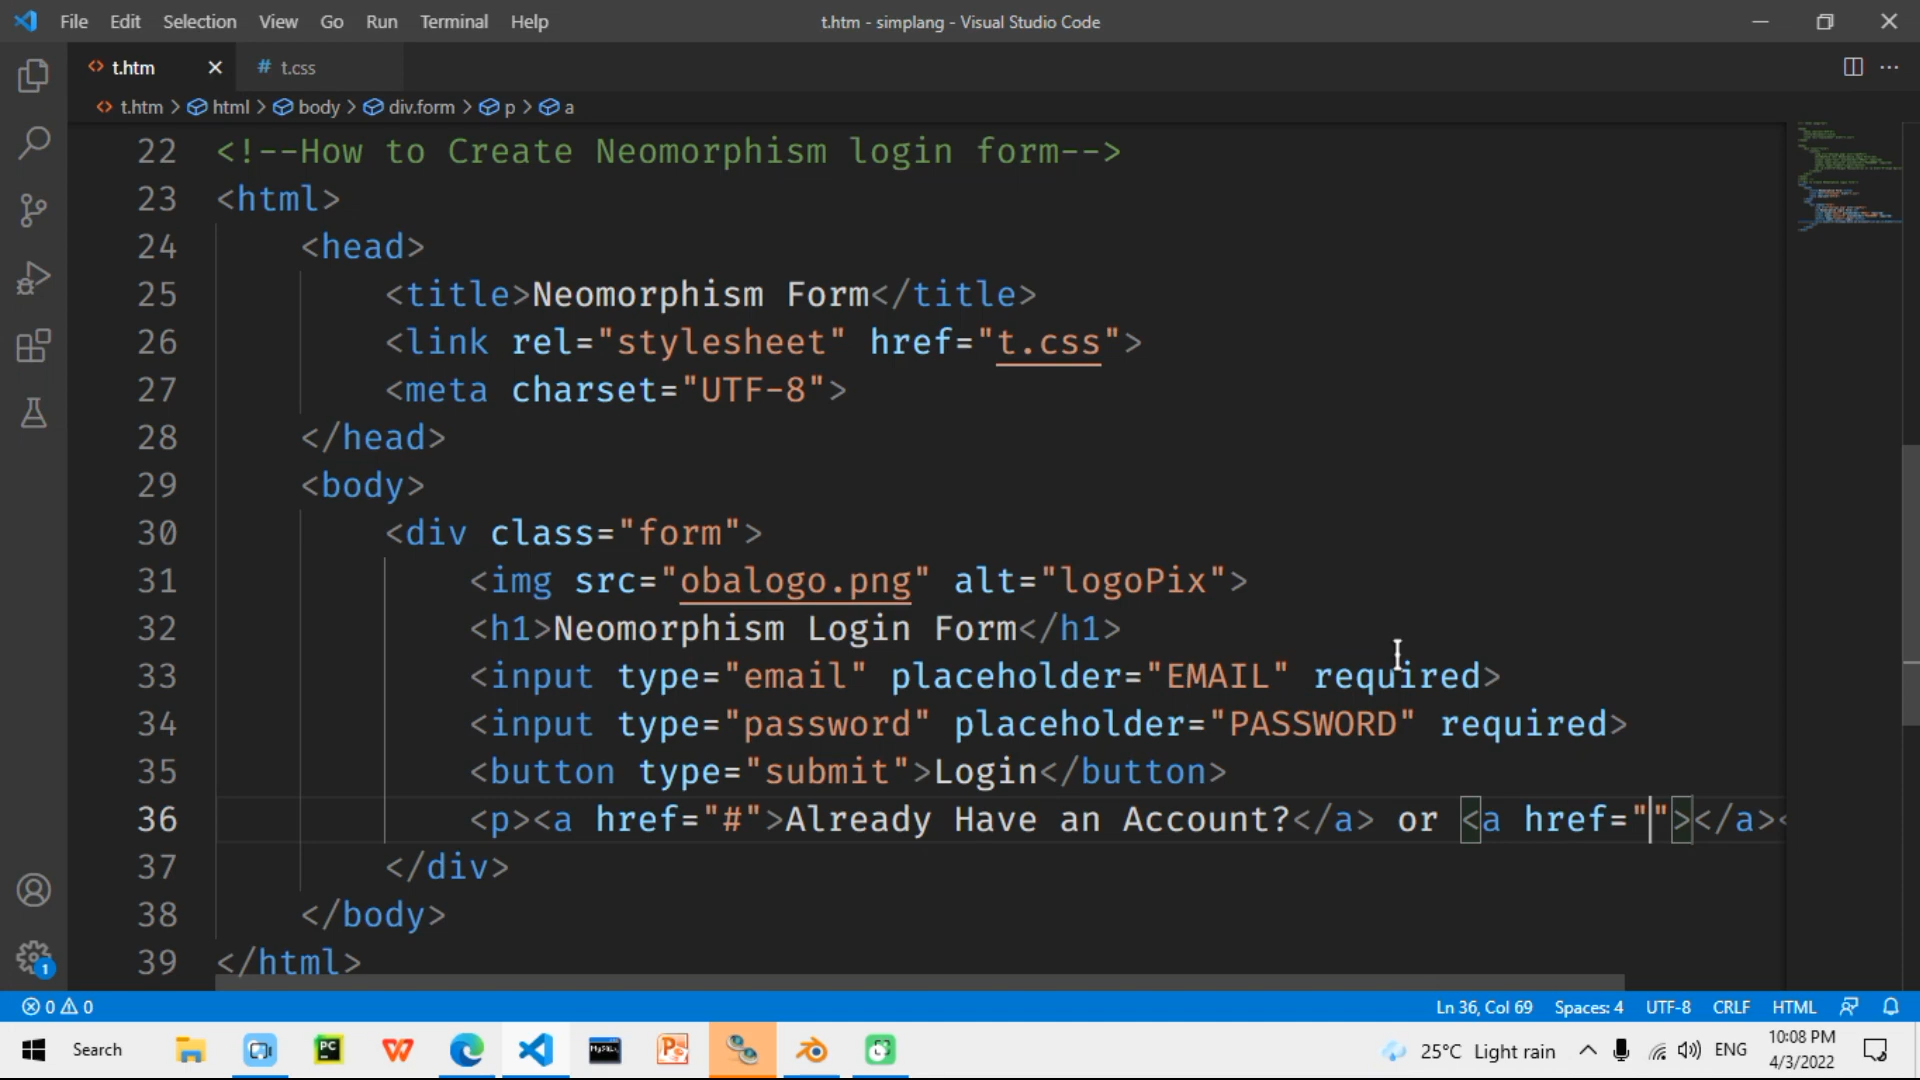 File Edit Selection View Go Run Terminal Help
t.htm - simplang - Visual Studio Code
t.htm
# t.css
t.htm > html > body > div.form > p > a
22 <!--How to Create Neomorphism login form-->
23 <html>
24 <head>
25 <title>Neomorphism Form</title>
26 <link rel="stylesheet" href="t.css">
27 <meta charset="UTF-8">
28 </head>
29 <body>
30 <div class="form">
31 <img src="obalogo.png" alt="logoPix">
32 <h1>Neomorphism Login Form</h1>
33 <input type="email" placeholder="EMAIL" required>
34 <input type="password" placeholder="PASSWORD" required>
35 <button type="submit">Login</button>
36 <p><a href="#">Already Have an Account?</a> or <a href=""></a><
37 </div>
38 </body>
39 </html>
1
0 0 Ln 36, Col 69 Spaces: 4 UTF-8 CRLF HTML
Search
PC
MySQL
25°C Light rain
ENG
10:08 PM
4/3/2022